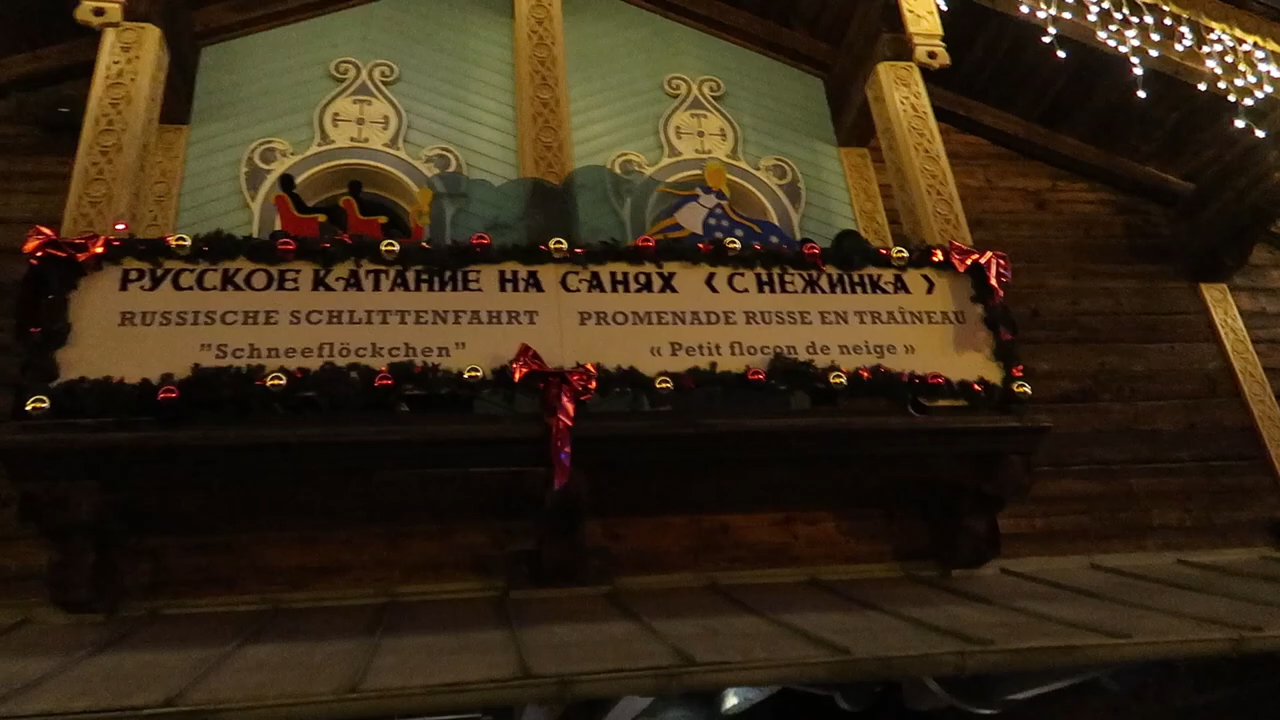 РУССКОЕ КАТАНИЕ НА САНЯХ ‹ СНЕЖИНКА ›
RUSSISCHE SCHLITTENFAHRT PROMENADE RUSSE EN TRAÎNEAU
"Schneeflöckchen" « Petit flocon de neige »